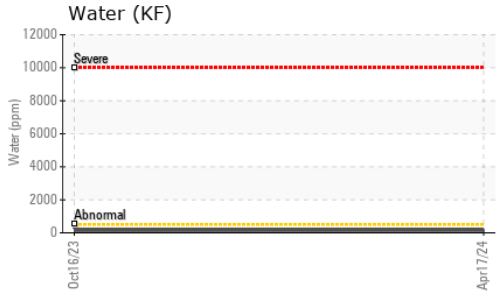 Water (KF)
12000
10000
8000
6000
4000
2000
0
Water (ppm)
Severe
Abnormal
Oct16/23
Apr17/24